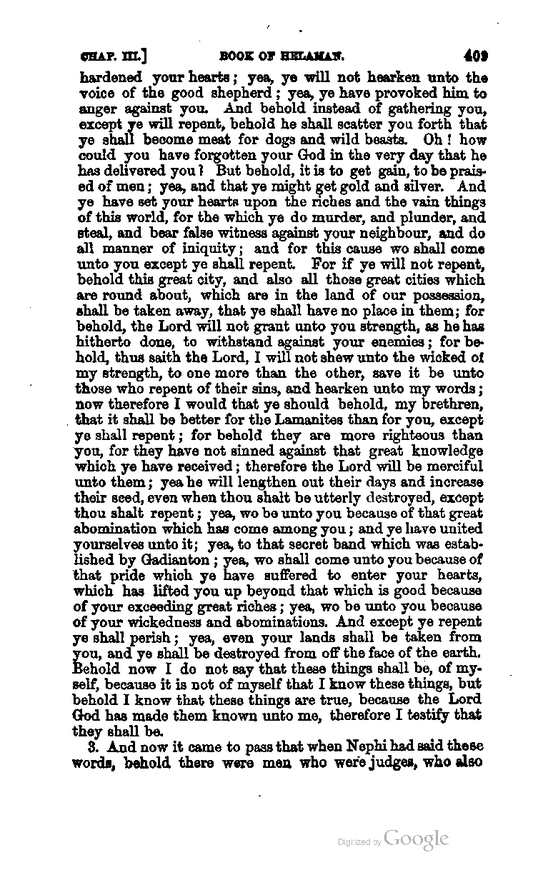 CHAP. III.] BOOK OF HELAMAN. 409
hardened your hearts; yea, ye will not hearken unto the
voice of the good shepherd; yea, ye have provoked him to
anger against you. And behold instead of gathering you,
except ye will repent, behold he shall scatter you forth that
ye shall become meat for dogs and wild beasts. Oh! how
could you have forgotten your God in the very day that he
has delivered you? But behold, it is to get gain, to be prais-
ed of men; yea, and that ye might get gold and silver. And
ye have set your hearts upon the riches and the vain things
of this world, for the which ye do murder, and plunder, and
steal, and bear false witness against your neighbour, and do
all manner of iniquity; and for this cause wo shall come
unto you except ye shall repent. For if ye will not repent,
behold this great city, and also all those great cities which
are round about, which are in the land of our possession,
shall be taken away, that ye shall have no place in them; for
behold, the Lord will not grant unto you strength, as he has
hitherto done, to withstand against your enemies; for be-
hold, thus saith the Lord, I will not shew unto the wicked of
my strength, to one more than the other, save it be unto
those who repent of their sins, and hearken unto my words;
now therefore I would that ye should behold, my brethren,
that it shall be better for the Lamanites than for you, except
ye shall repent; for behold they are more righteous than
you, for they have not sinned against that great knowledge
which ye have received; therefore the Lord will be merciful
unto them; yea he will lengthen out their days and increase
their seed, even when thou shalt be utterly destroyed, except
thou shalt repent; yea, wo be unto you because of that great
abomination which has come among you; and ye have united
yourselves unto it; yea, to that secret band which was estab-
lished by Gadianton; yea, wo shall come unto you because of
that pride which ye have suffered to enter your hearts,
which has lifted you up beyond that which is good because
of your exceeding great riches; yea, wo be unto you because
of your wickedness and abominations. And except ye repent
ye shall perish; yea, even your lands shall be taken from
you, and ye shall be destroyed from off the face of the earth.
Behold now I do not say that these things shall be, of my-
self, because it is not of myself that I know these things, but
behold I know that these things are true, because the Lord
God has made them known unto me, therefore I testify that
they shall be.
3. And now it came to pass that when Nephi had said these
words, behold there were men who were judges, who also
Digitized by Google